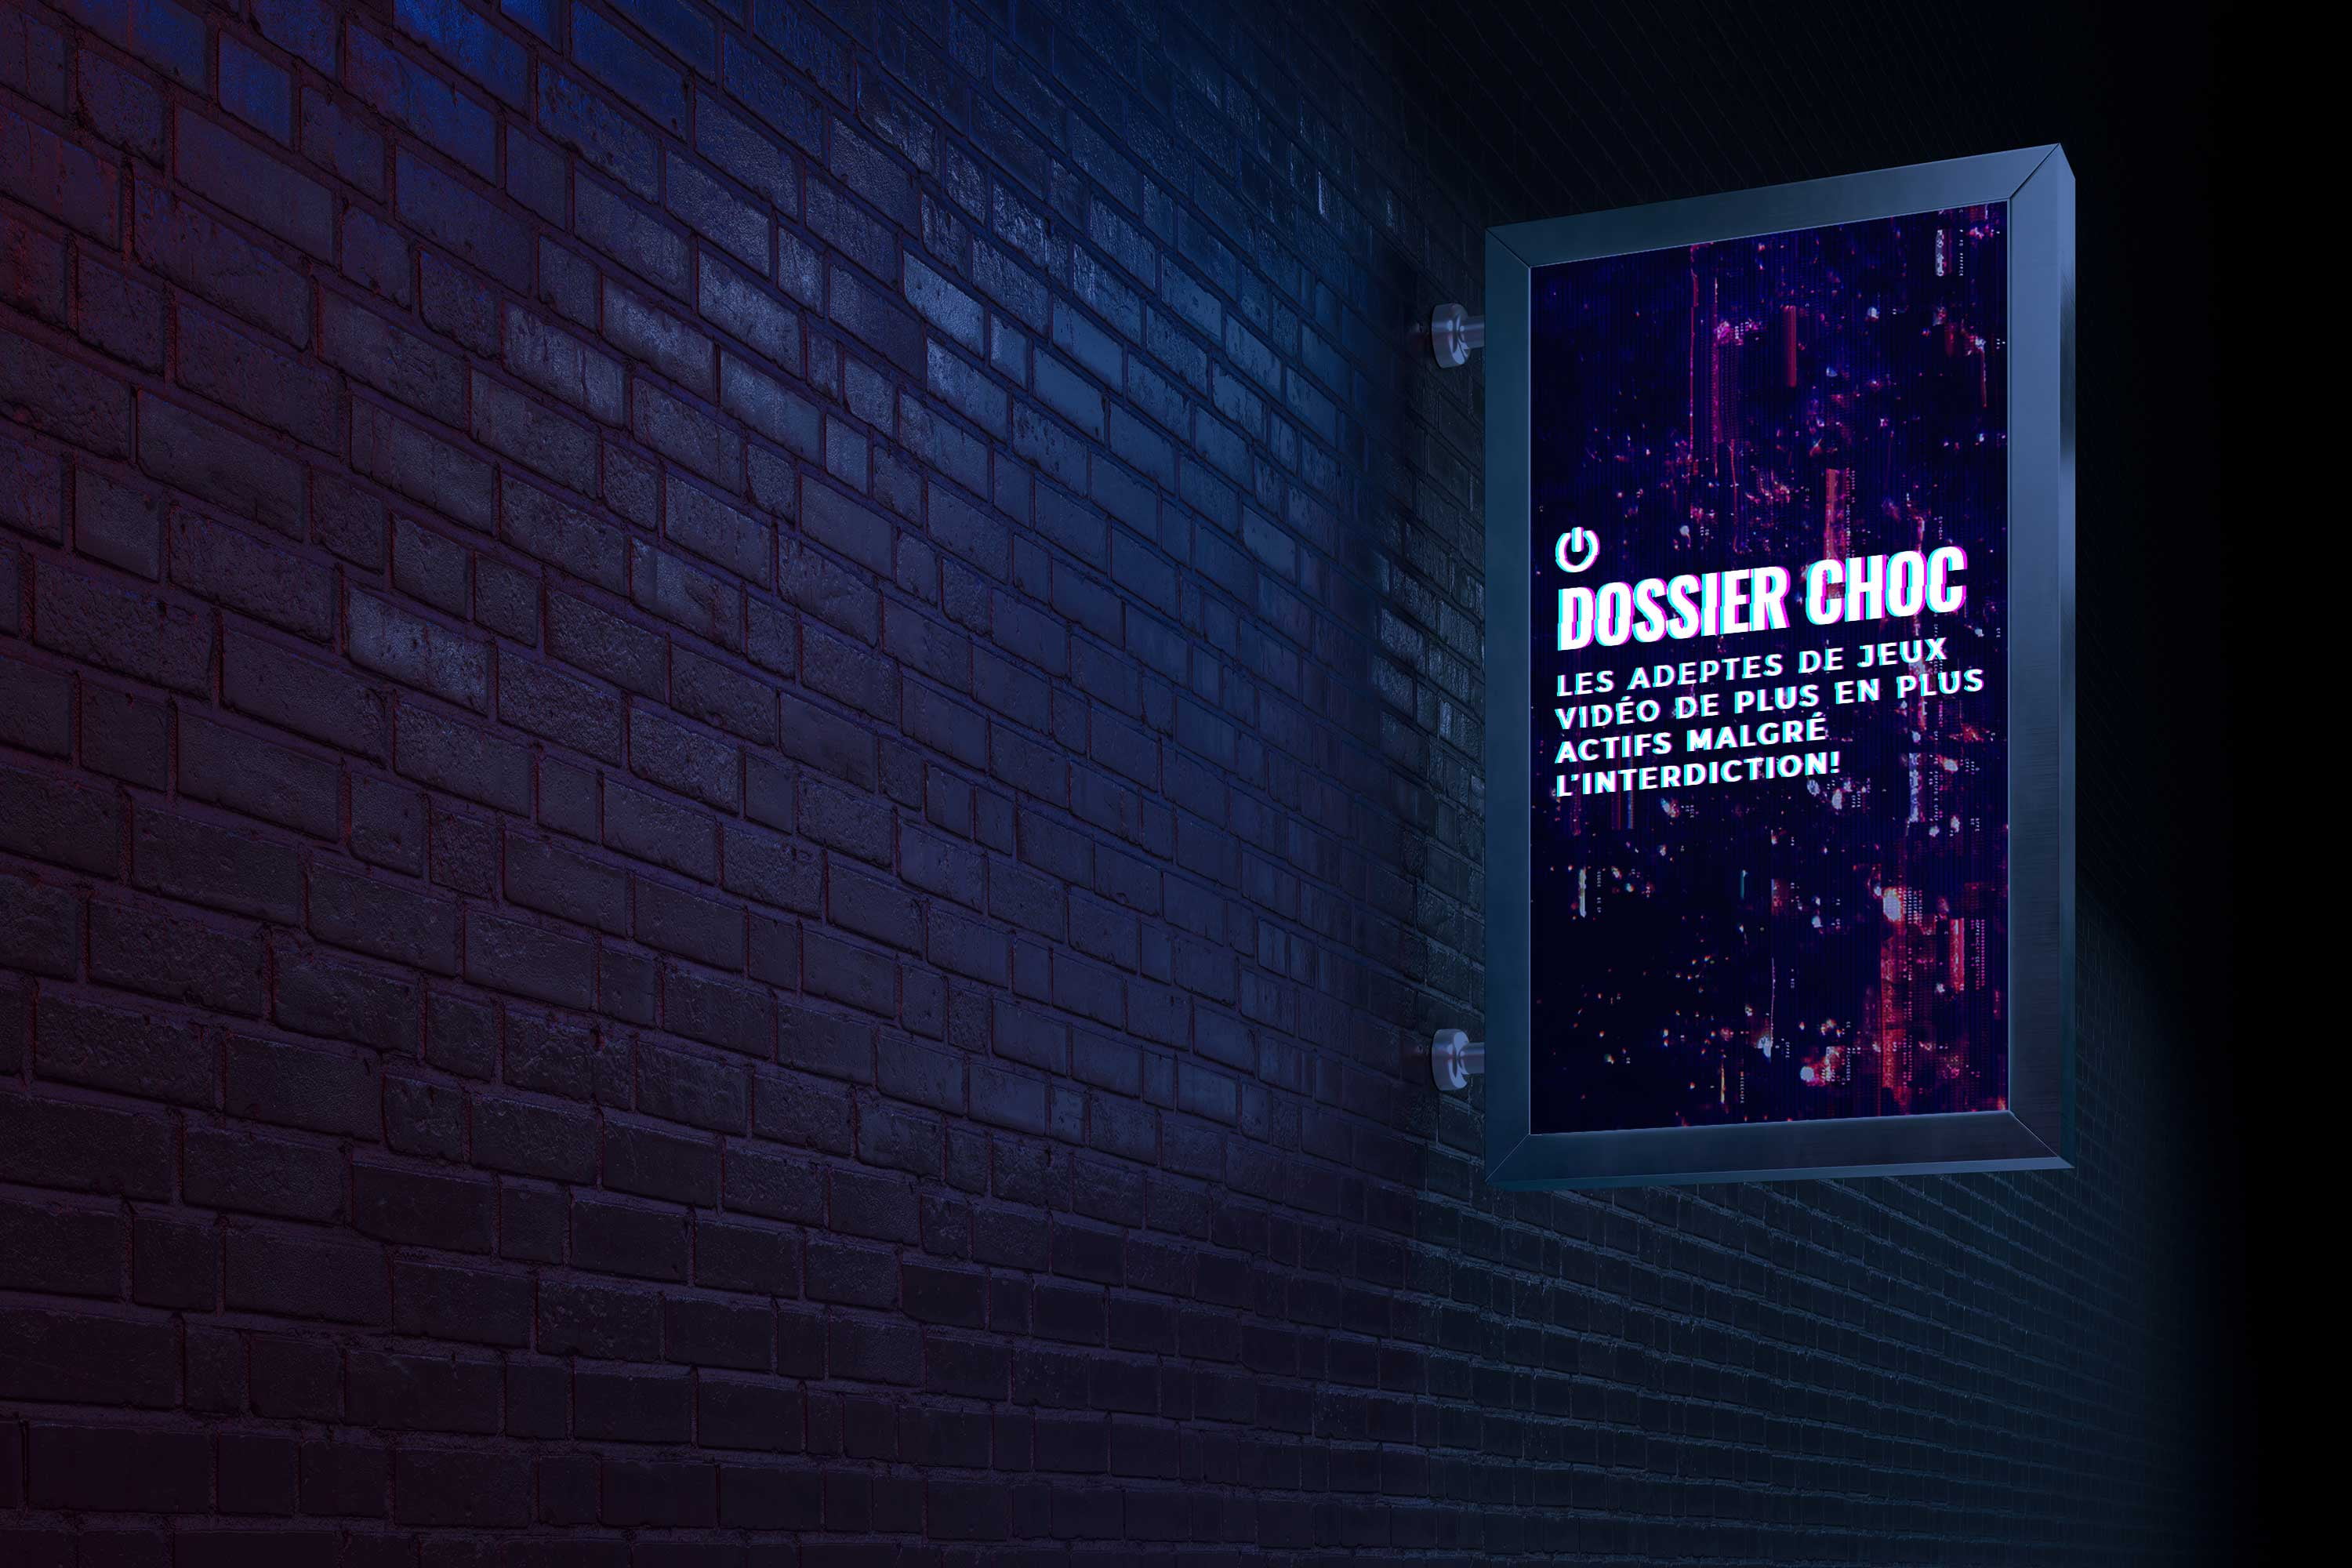 DOSSIER CHOC
LES ADEPTES DE JEUX
VIDÉO DE PLUS EN PLUS
ACTIFS MALGRÉ
L'INTERDICTION!